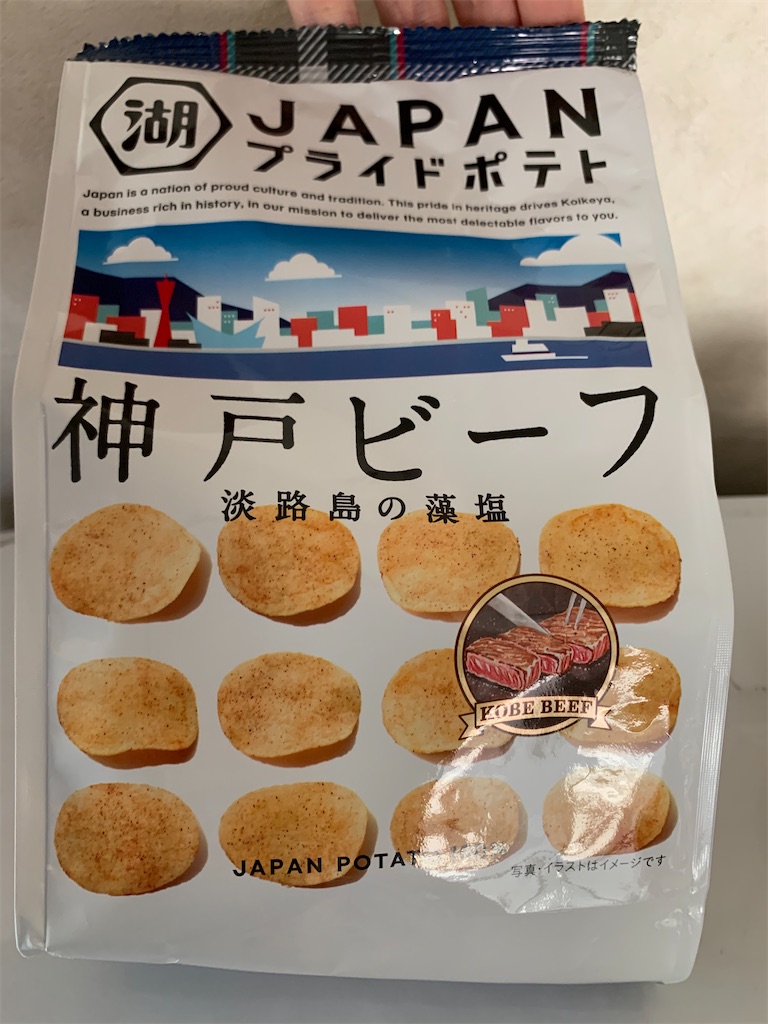 湖
JAPAN
プライドポテト
Japan is a nation of proud culture and tradition. This pride in heritage drives Koikeya,
a business rich in history, in our mission to deliver the most delectable flavors to you.
神戸ビーフ
淡路島の藻塩
KOBE BEEF
JAPAN POTATO
写真・イラストはイメージです